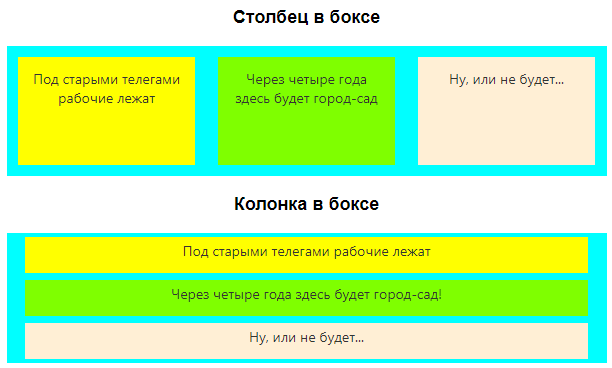 Столбец в боксе
Под старыми телегами
рабочие лежат
Через четыре года
здесь будет город-сад
Ну, или не будет...
Колонка в боксе
Под старыми телегами рабочие лежат
Через четыре года здесь будет город-сад!
Ну, или не будет...